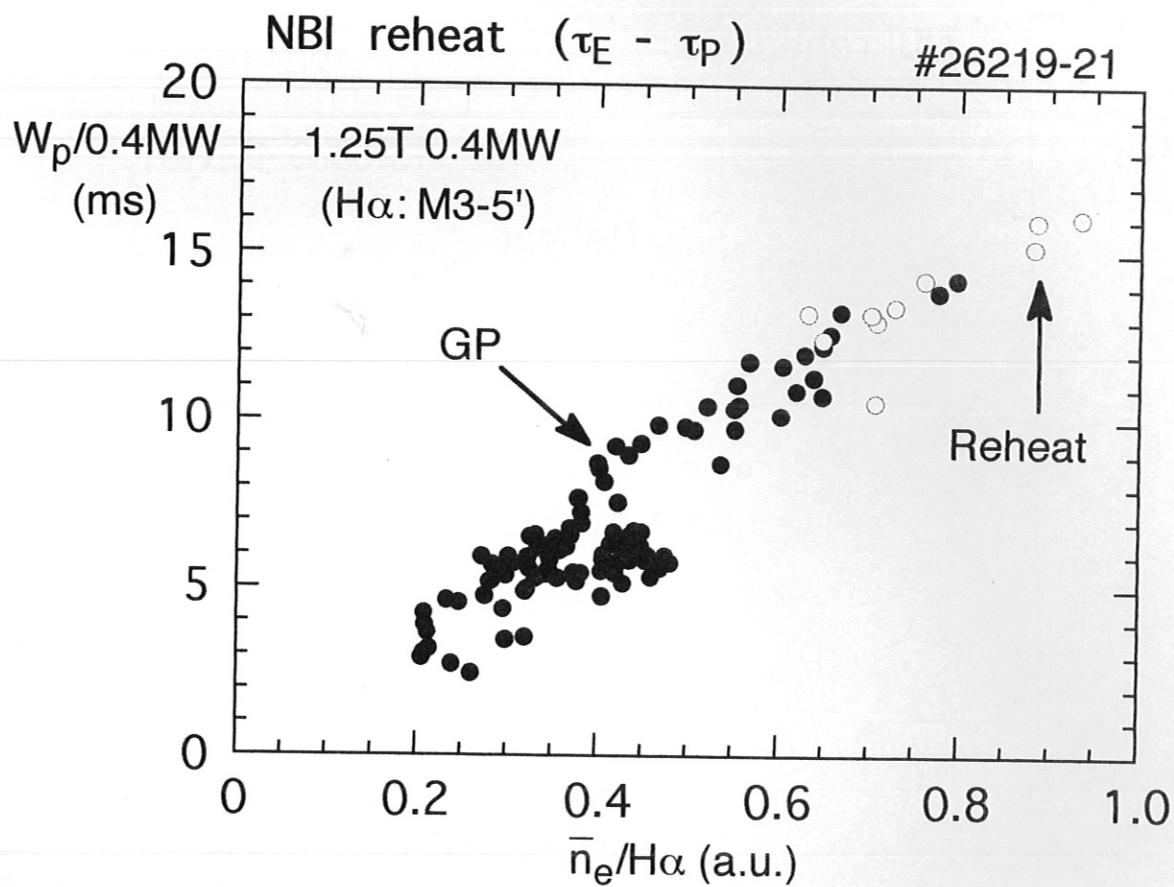 NBI reheat (τE - τP)
#26219-21
20
Wp/0.4MW
(ms)
1.25T 0.4MW
(Hα: M3-5')
15
GP
10
Reheat
5
0
0 0.2 0.4 0.6 0.8 1.0
n̅e/Hα (a.u.)